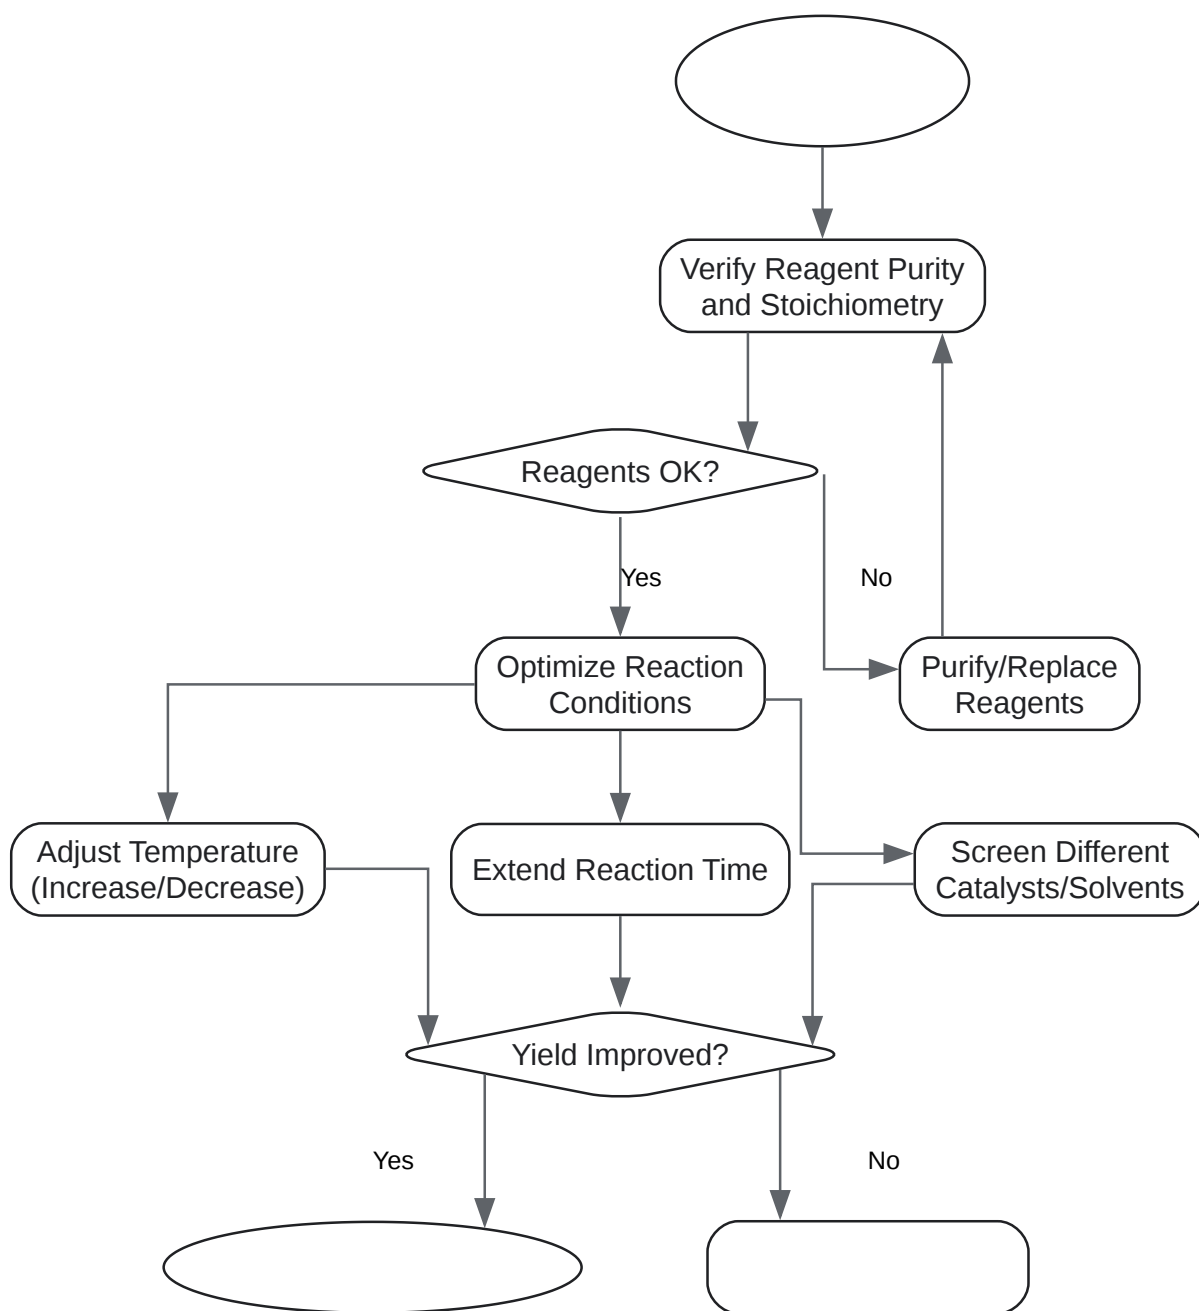 Verify Reagent Purity
and Stoichiometry
Reagents OK?
Yes
No
Optimize Reaction
Conditions
Purify/Replace
Reagents
Adjust Temperature
(Increase/Decrease)
Extend Reaction Time
Screen Different
Catalysts/Solvents
Yield Improved?
Yes
No